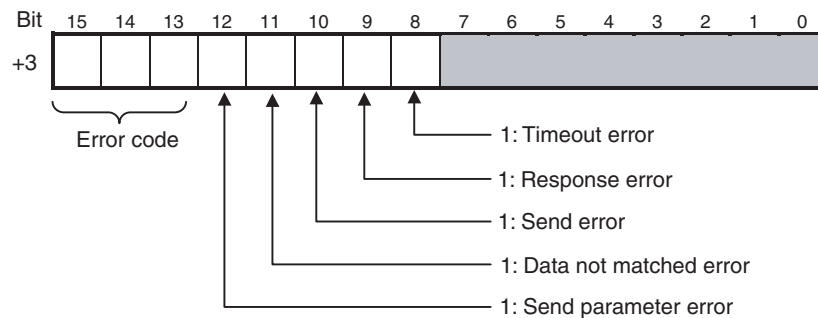 Bit 15 14 13 12 11 10 9 8 7 6 5 4 3 2 1 0
+3
Error code
1: Timeout error
1: Response error
1: Send error
1: Data not matched error
1: Send parameter error